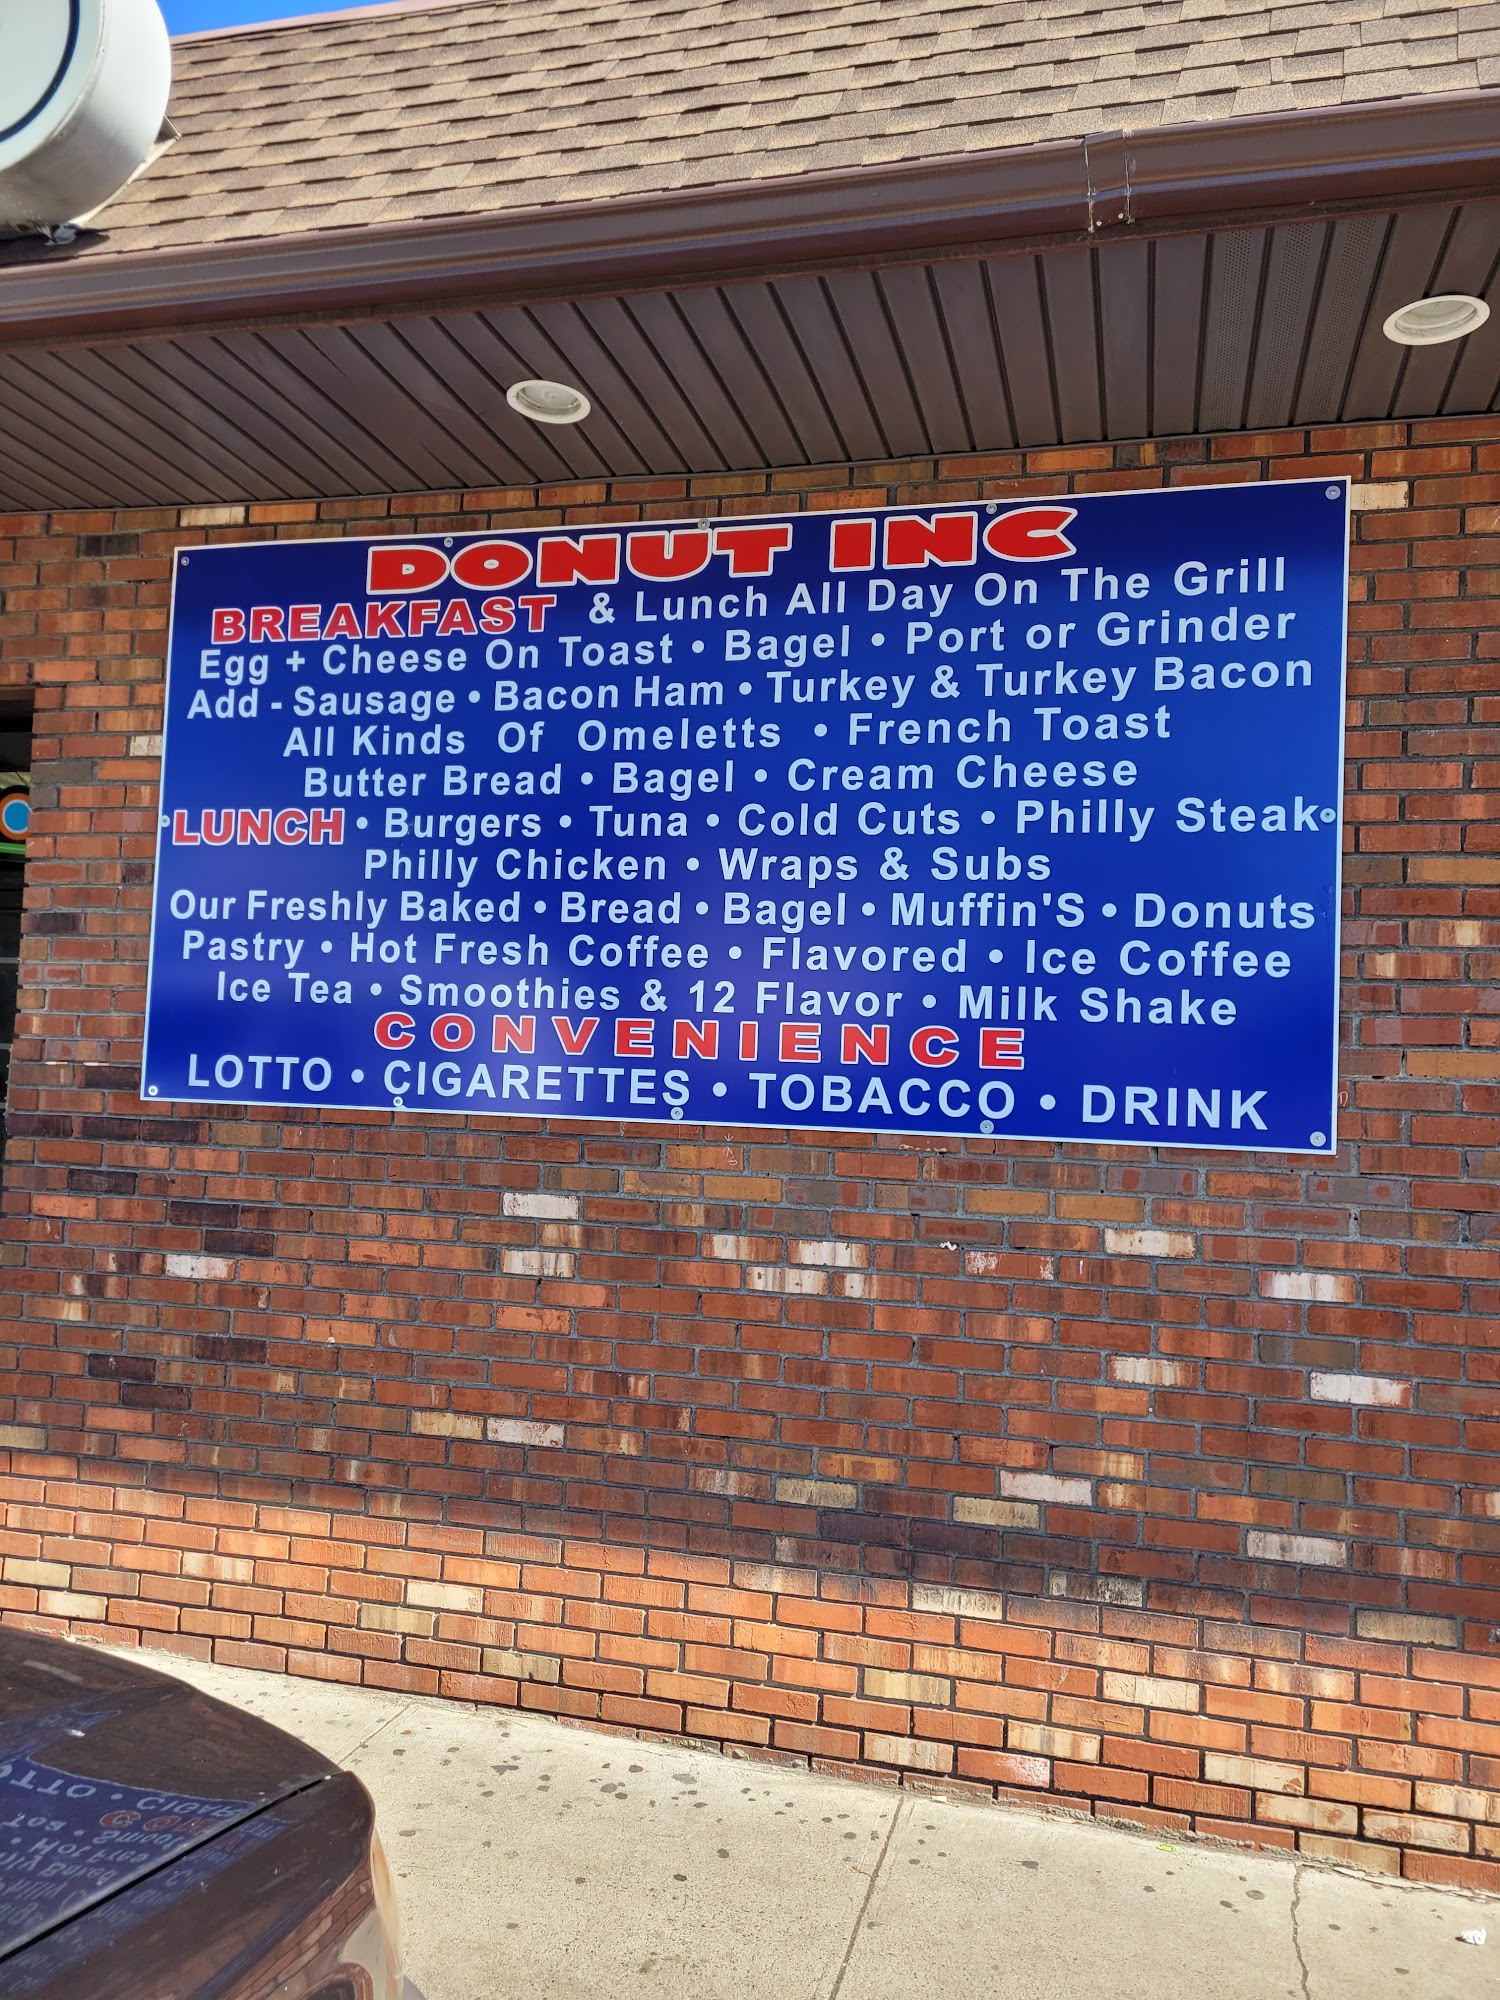 DONUT INC
BREAKFAST & Lunch All Day On The Grill
Egg + Cheese On Toast • Bagel • Port or Grinder
Add - Sausage • Bacon Ham • Turkey & Turkey Bacon
All Kinds Of Omeletts • French Toast
Butter Bread • Bagel • Cream Cheese
LUNCH • Burgers • Tuna • Cold Cuts • Philly Steak•
Philly Chicken • Wraps & Subs
Our Freshly Baked • Bread • Bagel • Muffin'S • Donuts
Pastry • Hot Fresh Coffee • Flavored • Ice Coffee
Ice Tea • Smoothies & 12 Flavor • Milk Shake
CONVENIENCE
LOTTO • CIGARETTES • TOBACCO • DRINK